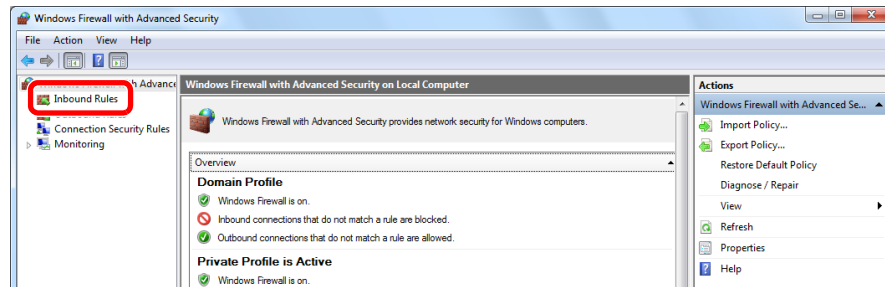 Windows Firewall with Advanced Security
File Action View Help
Inbound Rules
Connection Security Rules
Monitoring
Windows Firewall with Advanced Security on Local Computer
Windows Firewall with Advanced Security provides network security for Windows computers.
Overview
Domain Profile
Windows Firewall is on.
Inbound connections that do not match a rule are blocked.
Outbound connections that do not match a rule are allowed.
Private Profile is Active
Windows Firewall is on.
Actions
Windows Firewall with Advanced Se...
Import Policy...
Export Policy...
Restore Default Policy
Diagnose / Repair
View
Refresh
Properties
Help